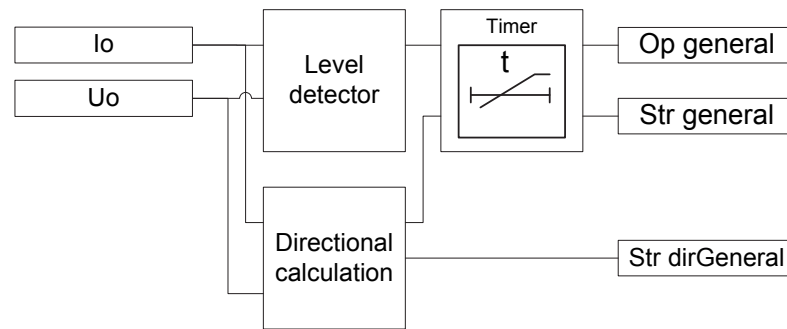 Io
Uo
Level
detector
Timer
t
Op general
Str general
Directional
calculation
Str dirGeneral